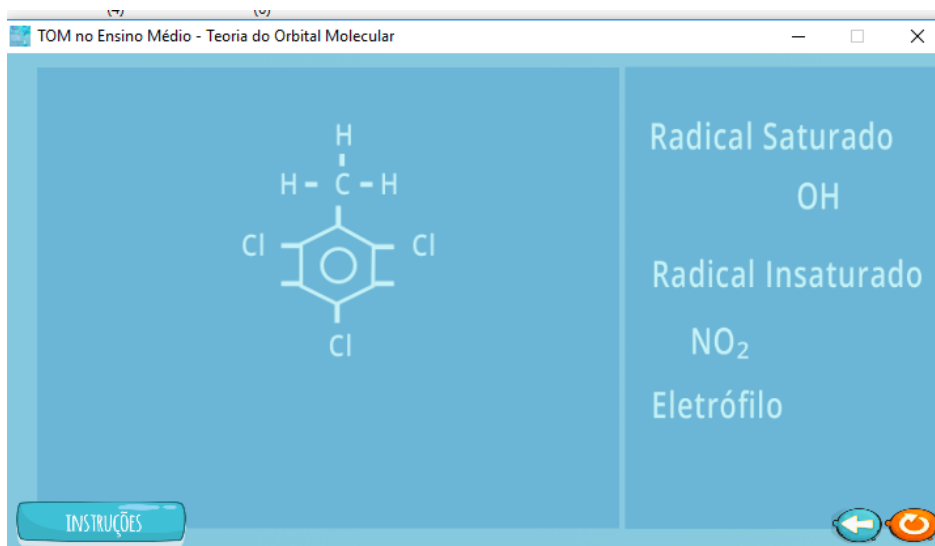 TOM no Ensino Médio - Teoria do Orbital Molecular
H
H - C - H
Cl Cl
Cl
Radical Saturado
OH
Radical Insaturado
NO₂
Eletrófilo
INSTRUÇÕES